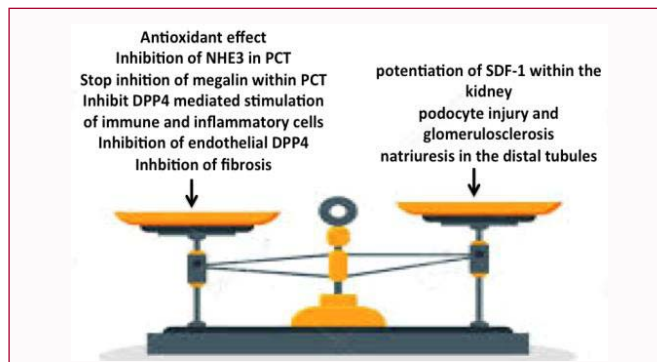 Antioxidant effect
Inhibition of NHE3 in PCT
Stop inhition of megalin within PCT
Inhibit DPP4 mediated stimulation
of immune and inflammatory cells
Inhibition of endothelial DPP4
Inhbition of fibrosis
potentiation of SDF-1 within the
kidney
podocyte injury and
glomerulosclerosis
natriuresis in the distal tubules